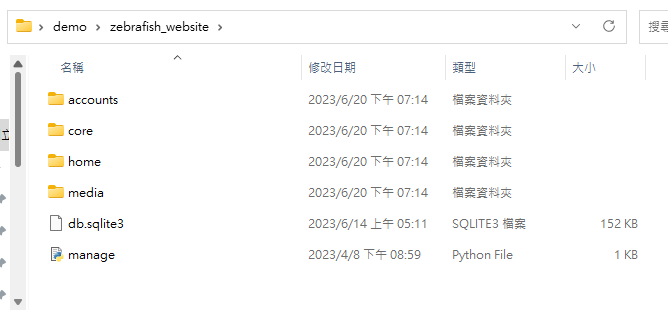 demo > zebrafish_website >
搜尋
名稱 修改日期 類型 大小
accounts 2023/6/20 下午 07:14 檔案資料夾
core 2023/6/20 下午 07:14 檔案資料夾
home 2023/6/20 下午 07:14 檔案資料夾
media 2023/6/20 下午 07:14 檔案資料夾
db.sqlite3 2023/6/14 上午 05:11 SQLITE3 檔案 152 KB
manage 2023/4/8 下午 08:59 Python File 1 KB